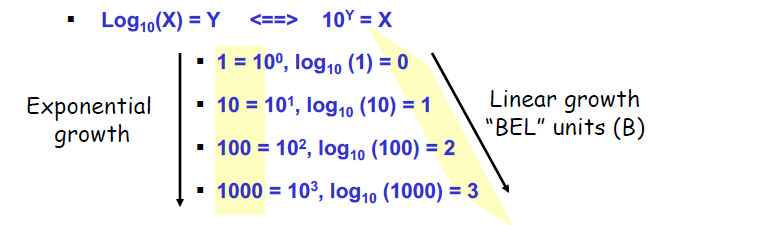 ▪ Log₁₀(X) = Y <==> 10ʸ = X
▪ 1 = 10⁰, log₁₀ (1) = 0
▪ 10 = 10¹, log₁₀ (10) = 1
▪ 100 = 10², log₁₀ (100) = 2
▪ 1000 = 10³, log₁₀ (1000) = 3
Exponential
growth
Linear growth
“BEL” units (B)